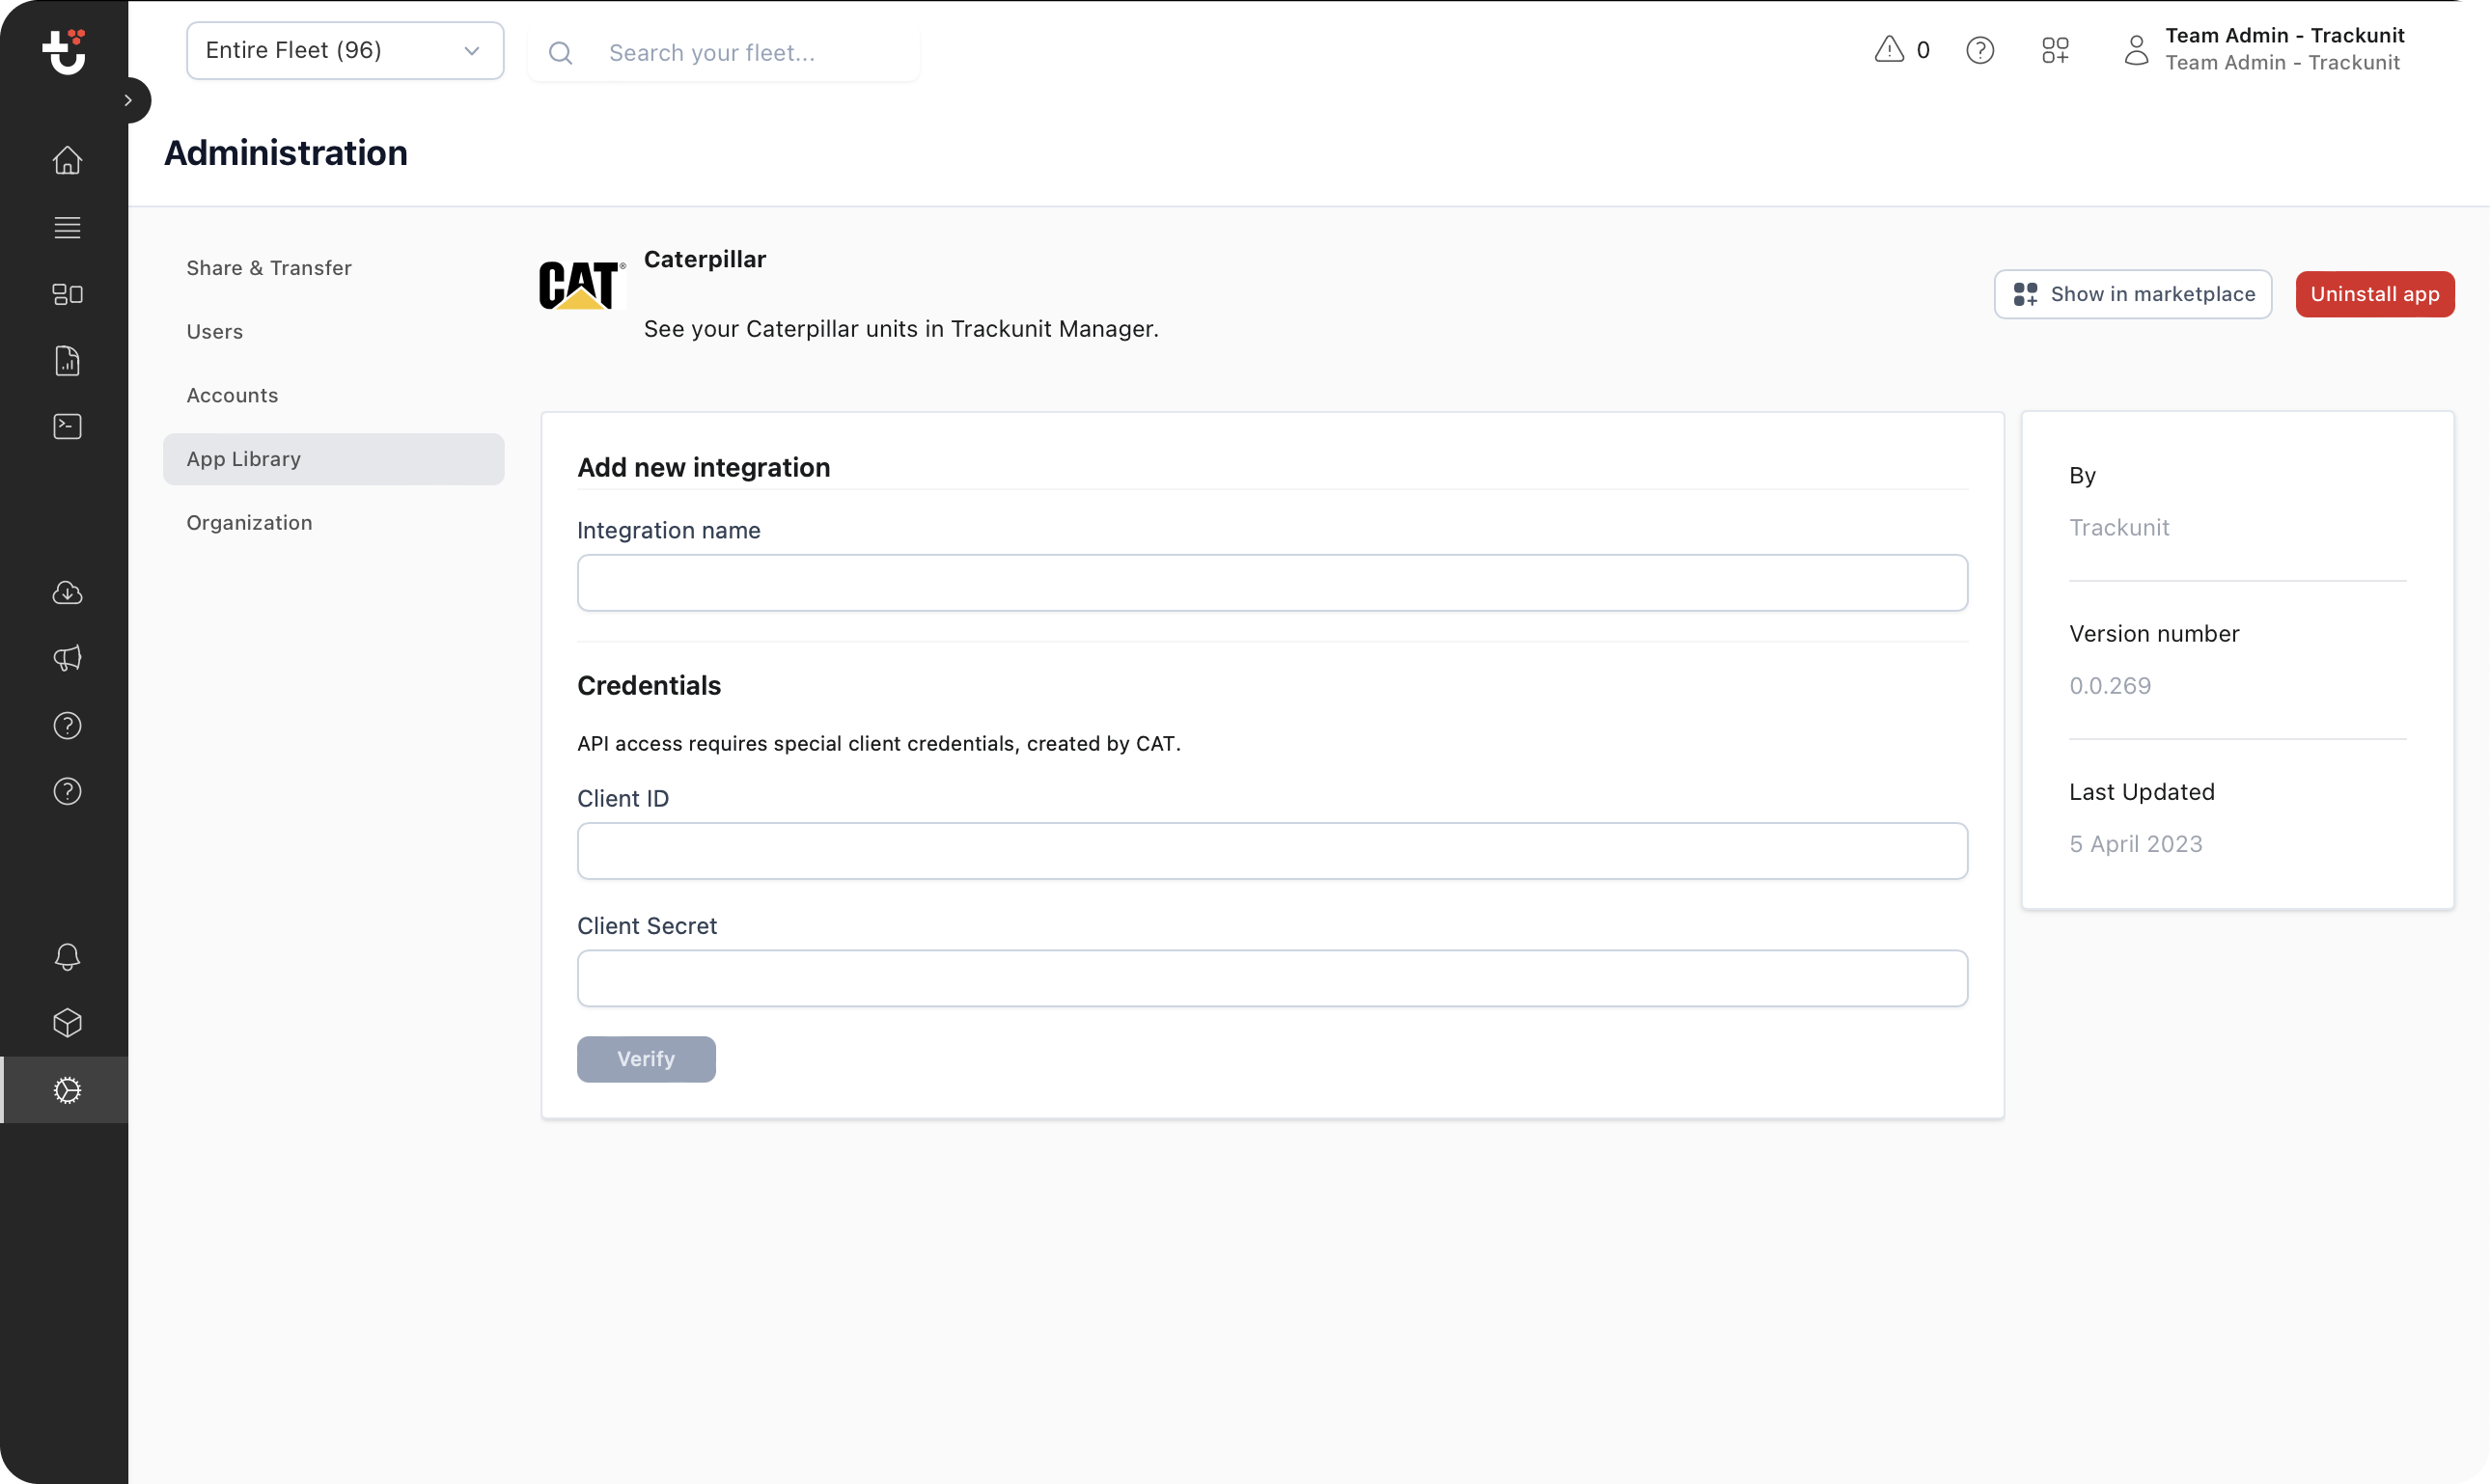 Entire Fleet (96)
Search your fleet...
0
Team Admin - Trackunit
Team Admin - Trackunit
Administration
Share & Transfer
Users
Accounts
App Library
Organization
CAT®
Caterpillar
See your Caterpillar units in Trackunit Manager.
Show in marketplace
Uninstall app
Add new integration
Integration name
Credentials
API access requires special client credentials, created by CAT.
Client ID
Client Secret
Verify
By
Trackunit
Version number
0.0.269
Last Updated
5 April 2023